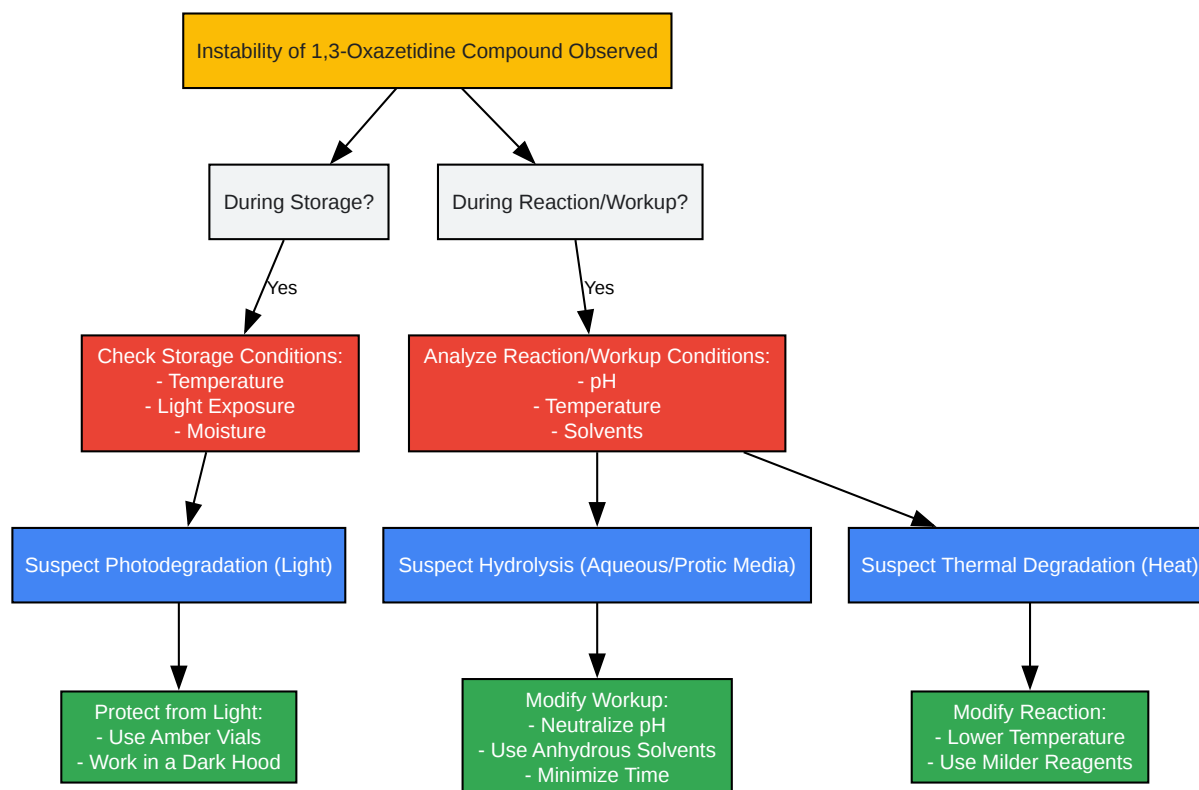 Instability of 1,3-Oxazetidine Compound Observed
During Storage?
During Reaction/Workup?
Yes
Yes
Check Storage Conditions:
- Temperature
- Light Exposure
- Moisture
Analyze Reaction/Workup Conditions:
- pH
- Temperature
- Solvents
Suspect Photodegradation (Light)
Suspect Hydrolysis (Aqueous/Protic Media)
Suspect Thermal Degradation (Heat)
Protect from Light:
- Use Amber Vials
- Work in a Dark Hood
Modify Workup:
- Neutralize pH
- Use Anhydrous Solvents
- Minimize Time
Modify Reaction:
- Lower Temperature
- Use Milder Reagents